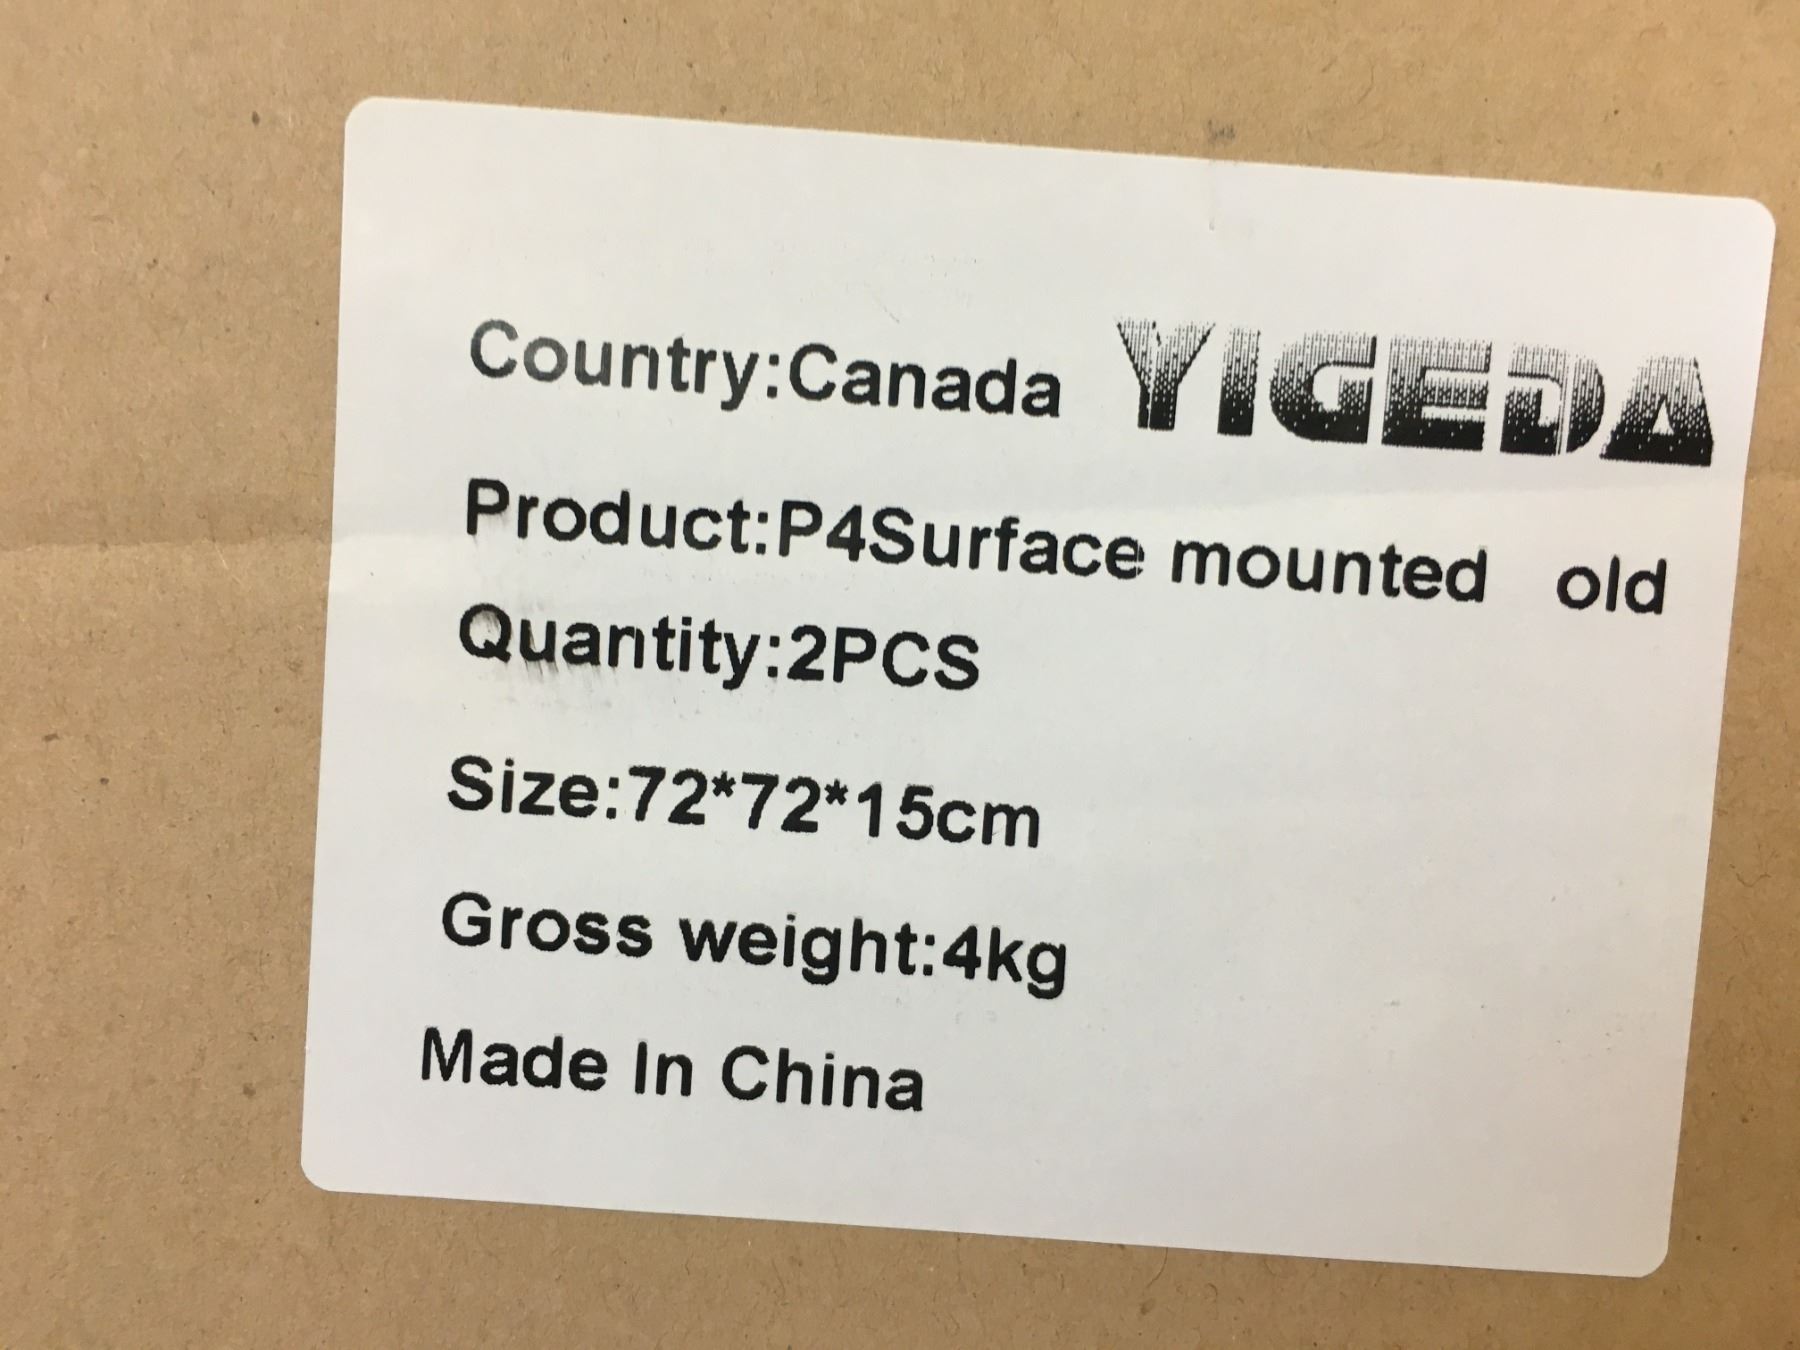 Country:Canada YIGEDA
Product:P4Surface mounted old
Quantity:2PCS
Size:72*72*15cm
Gross weight:4kg
Made In China